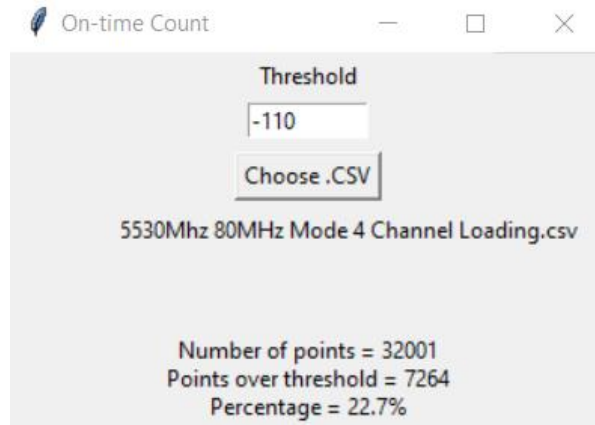 On-time Count
Threshold
-110
Choose .CSV
5530Mhz 80MHz Mode 4 Channel Loading.csv
Number of points = 32001
Points over threshold = 7264
Percentage = 22.7%